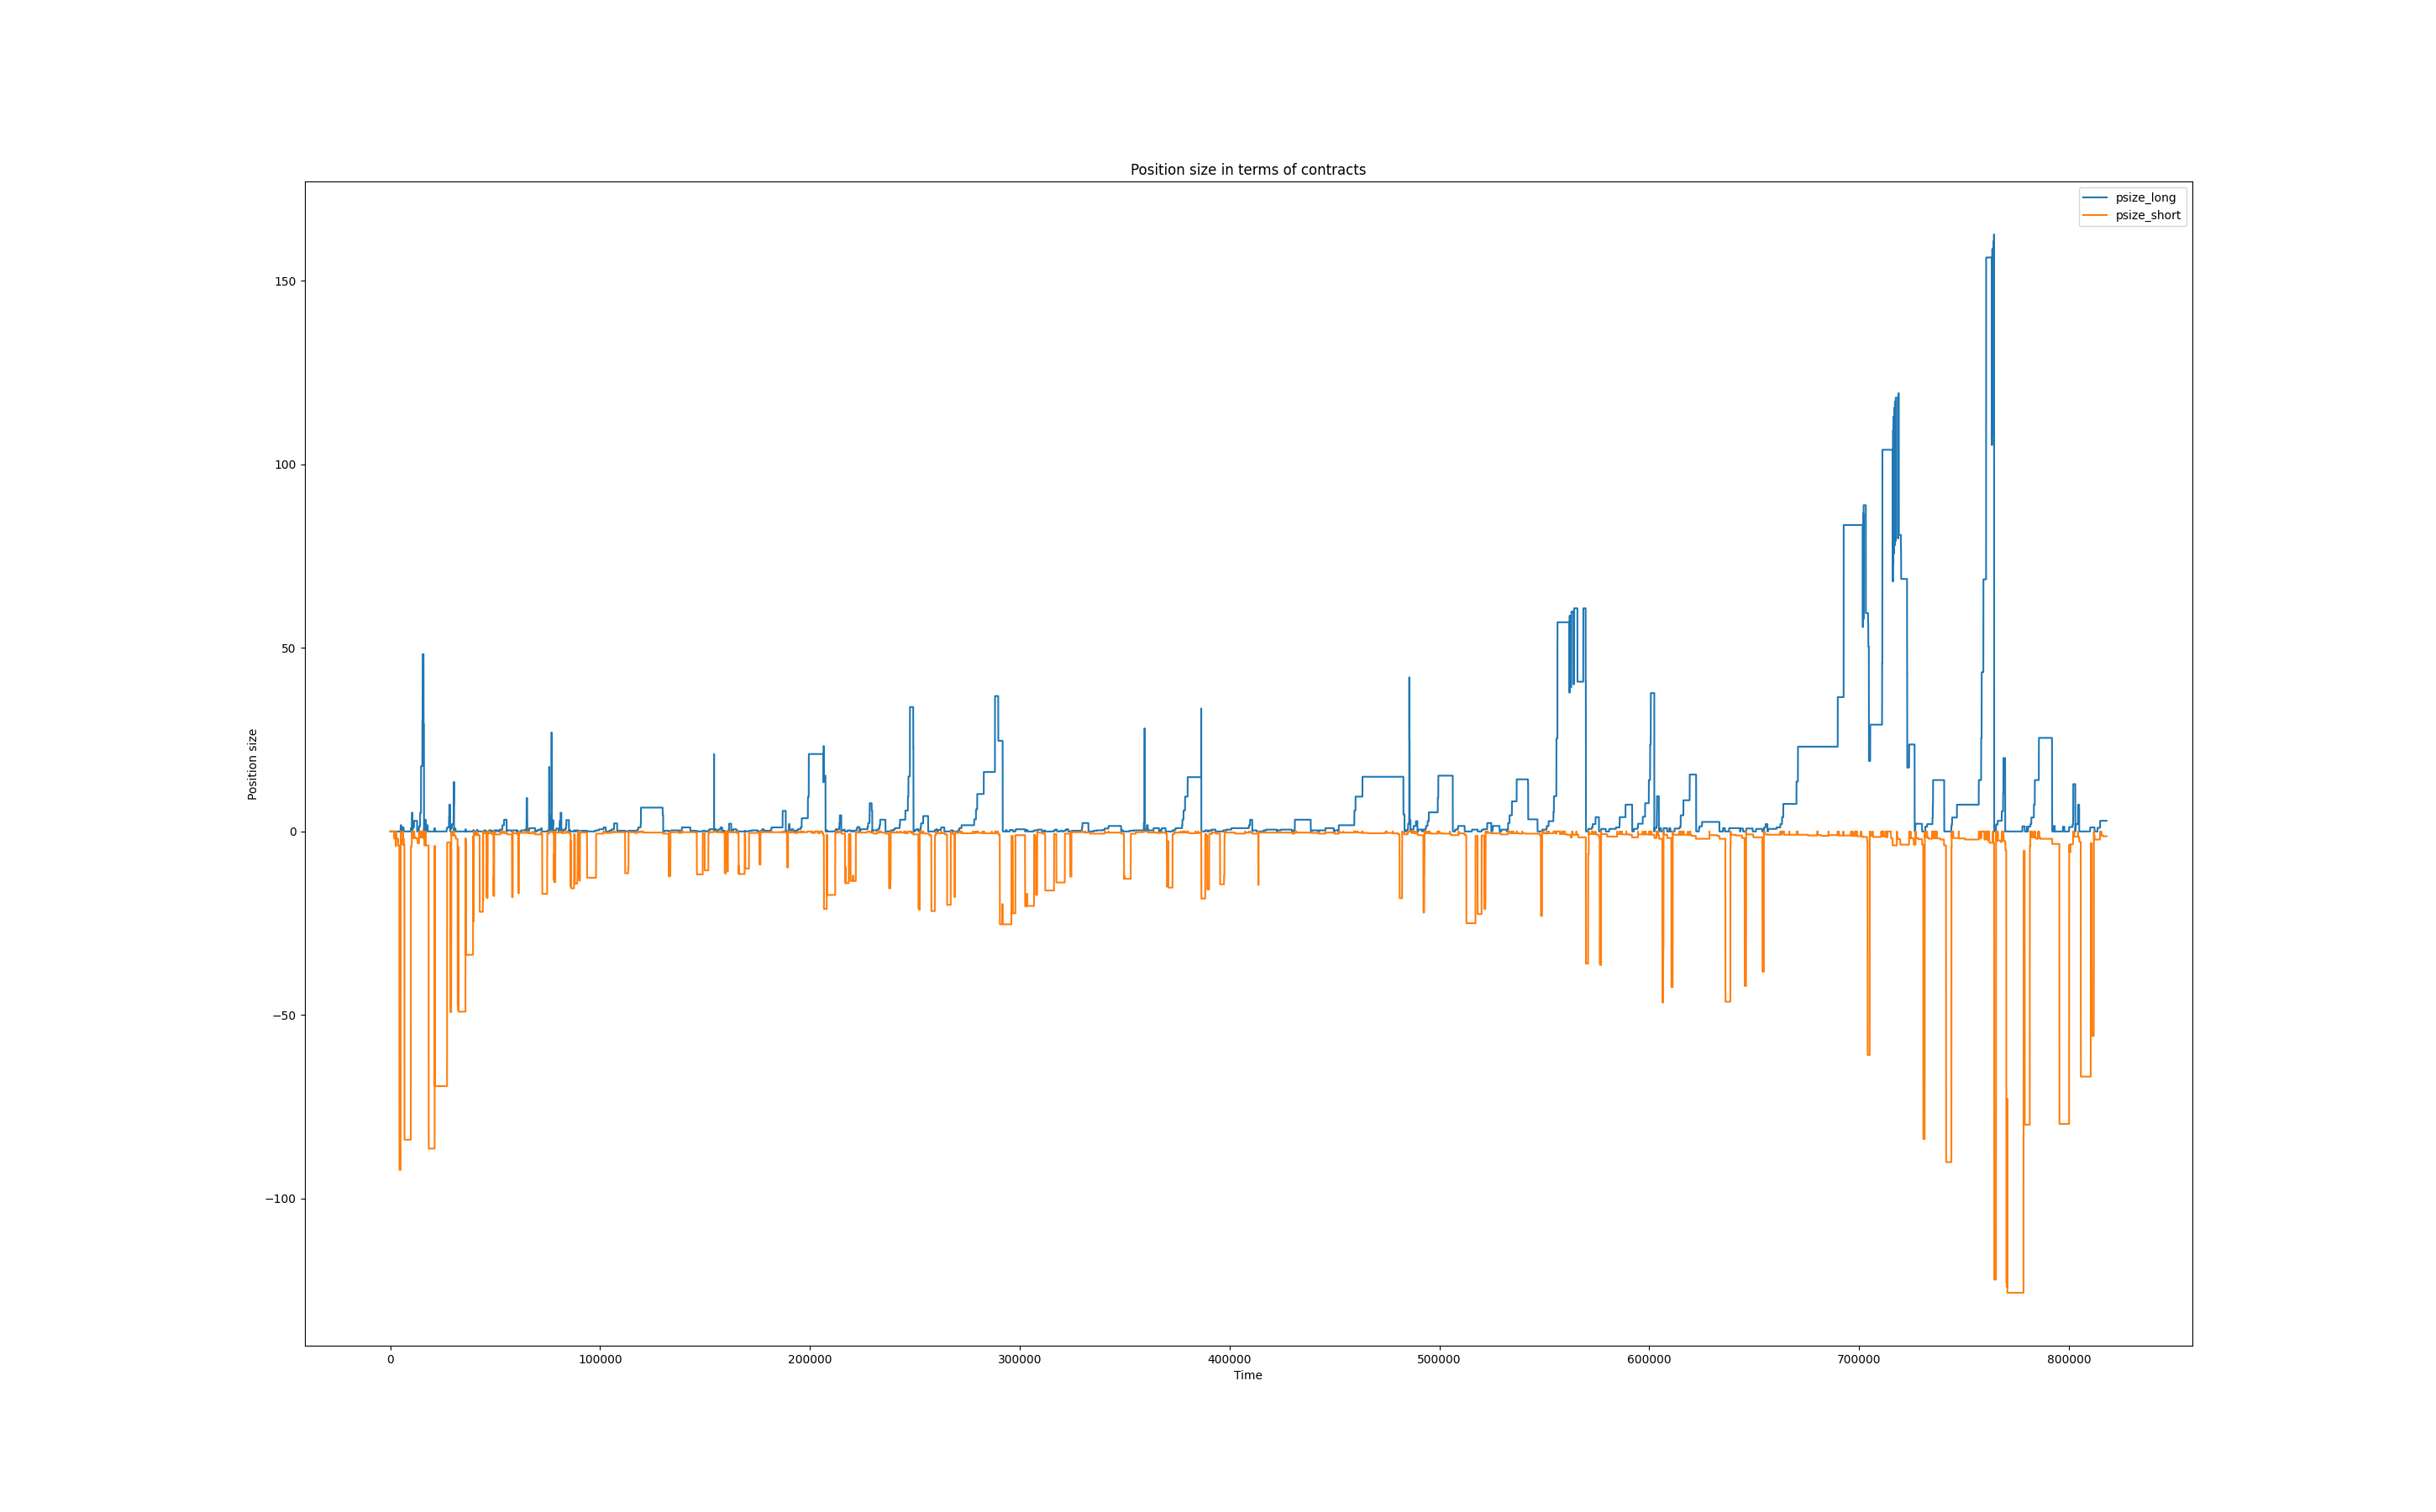 Position size in terms of contracts
psize_long
psize_short
150
100
50
0
−50
−100
Position size
0 100000 200000 300000 400000 500000 600000 700000 800000
Time